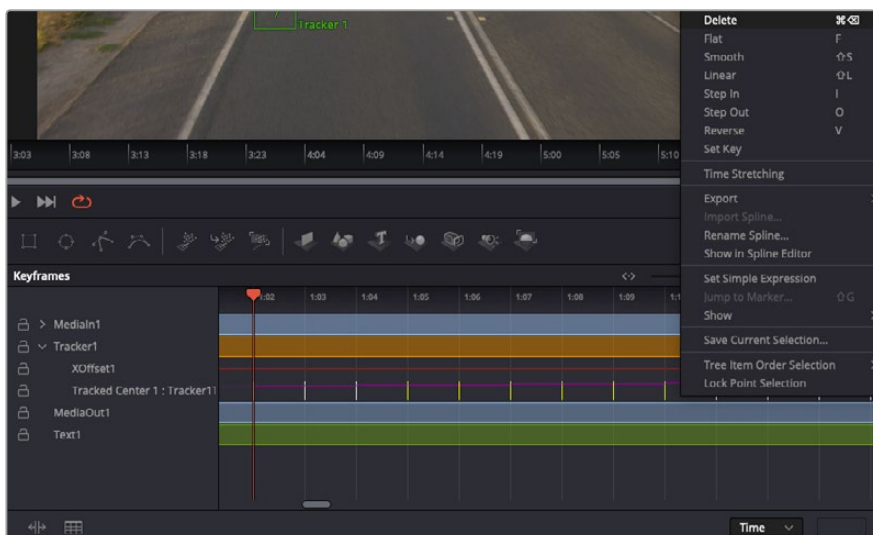 Tracker 1
Delete ⌘⌫
Flat F
Smooth ⇧S
Linear ⇧L
Step In I
Step Out O
Reverse V
Set Key
Time Stretching
Export
Import Spline...
Rename Spline...
Show in Spline Editor
Set Simple Expression
Jump to Marker... ⇧G
Show
Save Current Selection...
Tree Item Order Selection
Lock Point Selection
3:03 3:08 3:13 3:18 3:23 4:04 4:09 4:14 4:19 5:00 5:05 5:10
Keyframes
1:02 1:03 1:04 1:05 1:06 1:07 1:08 1:09
MediaIn1
Tracker1
XOffset1
Tracked Center 1 : Tracker1
MediaOut1
Text1
Time